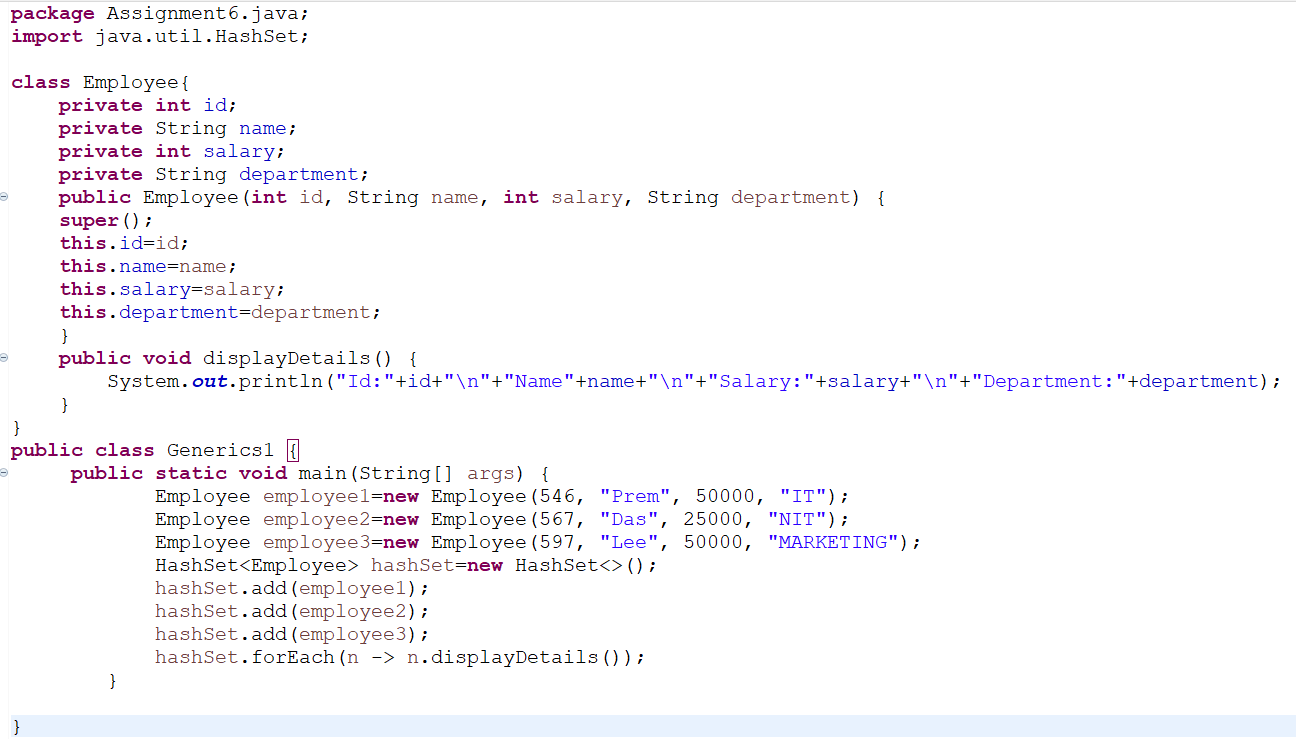 package Assignment6.java;
import java.util.HashSet;

class Employee{
    private int id;
    private String name;
    private int salary;
    private String department;
    public Employee(int id, String name, int salary, String department) {
    super();
    this.id=id;
    this.name=name;
    this.salary=salary;
    this.department=department;
    }
    public void displayDetails() {
        System.out.println("Id:"+id+"\n"+"Name"+name+"\n"+"Salary:"+salary+"\n"+"Department:"+department);
    }
}
public class Generics1 {
     public static void main(String[] args) {
            Employee employee1=new Employee(546, "Prem", 50000, "IT");
            Employee employee2=new Employee(567, "Das", 25000, "NIT");
            Employee employee3=new Employee(597, "Lee", 50000, "MARKETING");
            HashSet<Employee> hashSet=new HashSet<>();
            hashSet.add(employee1);
            hashSet.add(employee2);
            hashSet.add(employee3);
            hashSet.forEach(n -> n.displayDetails());
        }

}